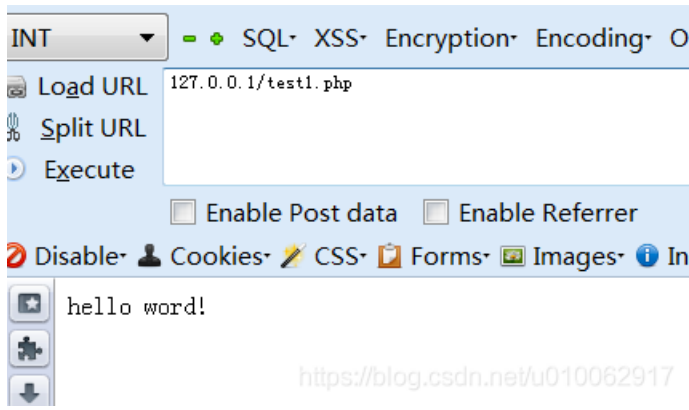 INT SQL XSS Encryption Encoding O
Load URL 127.0.0.1/test1.php
Split URL
Execute
Enable Post data Enable Referrer
Disable Cookies CSS Forms Images In
hello word!
https://blog.csdn.net/u010062917